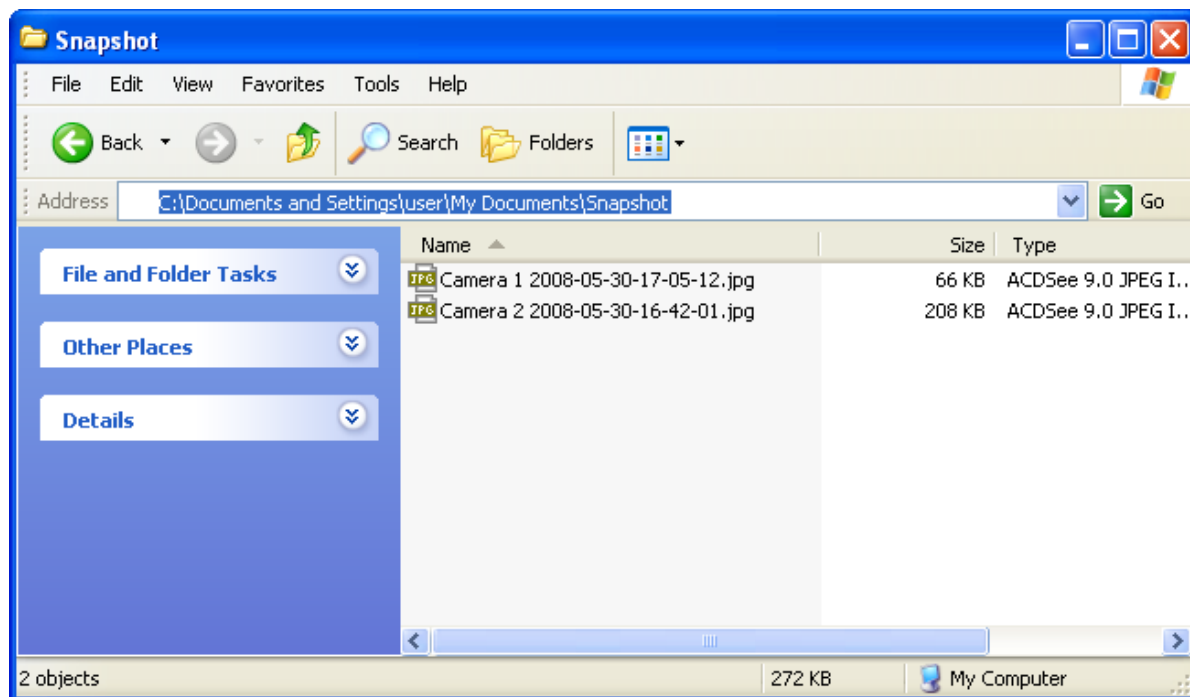 Snapshot
File Edit View Favorites Tools Help
Back Search Folders
Address C:\Documents and Settings\user\My Documents\Snapshot Go
Name Size Type
File and Folder Tasks
Other Places
Details
JPG Camera 1 2008-05-30-17-05-12.jpg 66 KB ACDSee 9.0 JPEG I...
JPG Camera 2 2008-05-30-16-42-01.jpg 208 KB ACDSee 9.0 JPEG I...
2 objects 272 KB My Computer